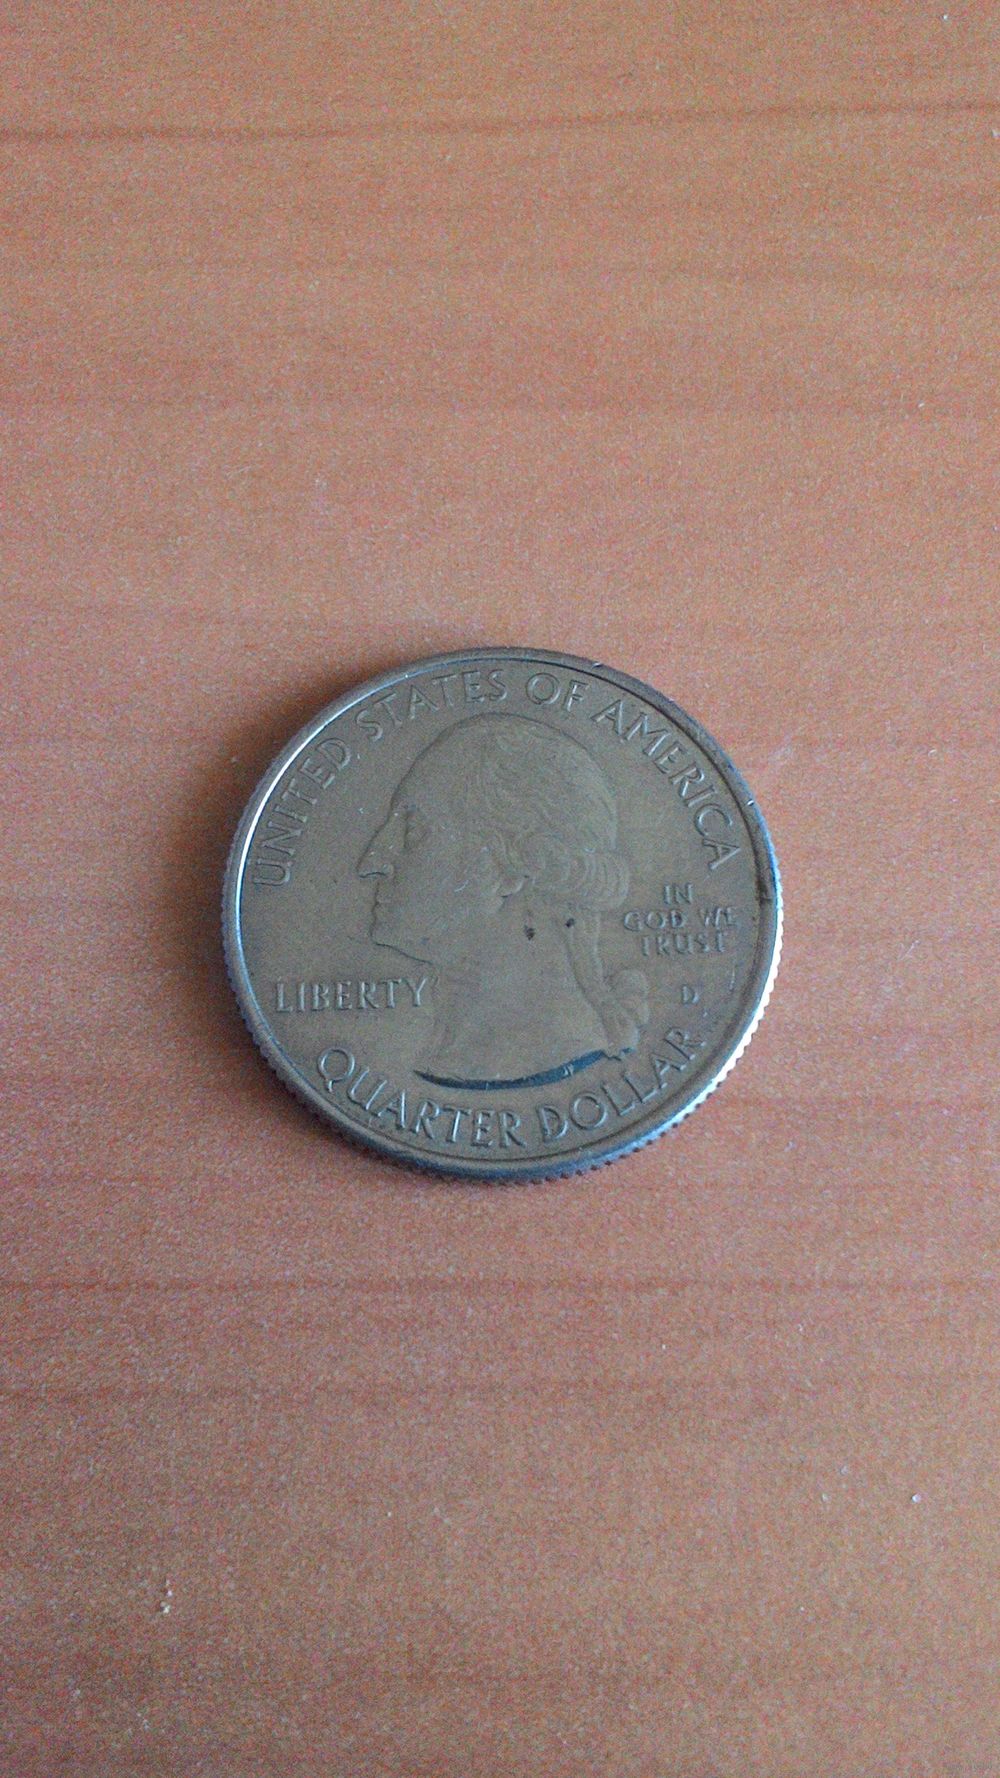 UNITED STATES OF AMERICA
IN
GOD WE
TRUST
LIBERTY
D
QUARTER DOLLAR